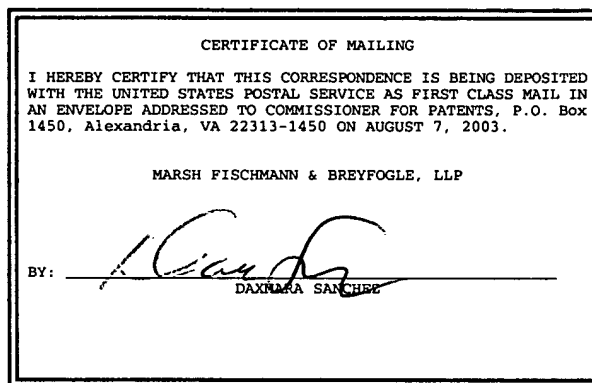 CERTIFICATE OF MAILING
I HEREBY CERTIFY THAT THIS CORRESPONDENCE IS BEING DEPOSITED
WITH THE UNITED STATES POSTAL SERVICE AS FIRST CLASS MAIL IN
AN ENVELOPE ADDRESSED TO COMMISSIONER FOR PATENTS, P.O. Box
1450, Alexandria, VA 22313-1450 ON AUGUST 7, 2003.
MARSH FISCHMANN & BREYFOGLE, LLP
BY:
DAXMARA SANCHEZ